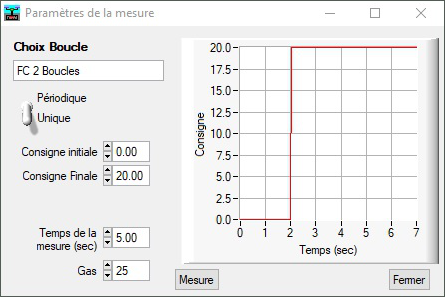 Paramètres de la mesure
Choix Boucle
FC 2 Boucles
Périodique
Unique
Consigne initiale 0.00
Consigne Finale 20.00
Temps de la
mesure (sec) 5.00
Gas 25
Consigne
20.0
17.5
15.0
12.5
10.0
7.5
5.0
2.5
0.0
0 1 2 3 4 5 6 7
Temps (sec)
Mesure
Fermer